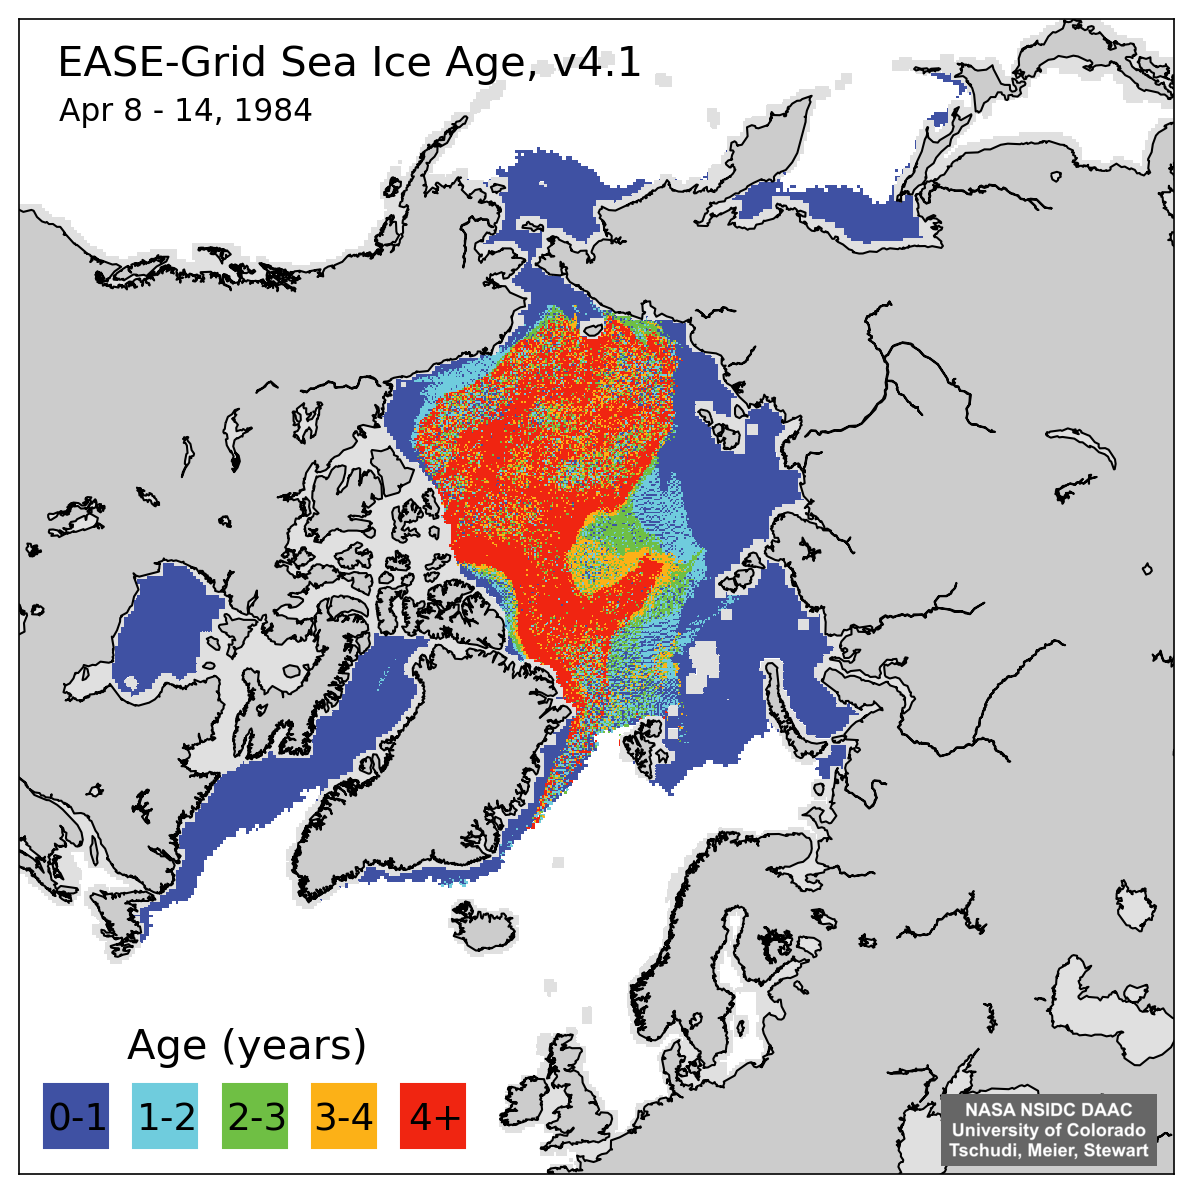 EASE-Grid Sea Ice Age, v4.1
Apr 8 - 14, 1984
Age (years)
0-1 1-2 2-3 3-4 4+
NASA NSIDC DAAC
University of Colorado
Tschudi, Meier, Stewart